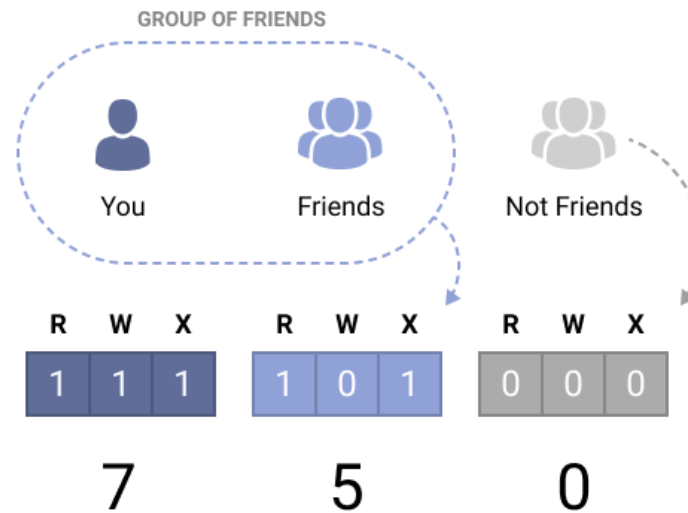 GROUP OF FRIENDS
You Friends Not Friends
R W X R W X R W X
1 1 1 1 0 1 0 0 0
7 5 0